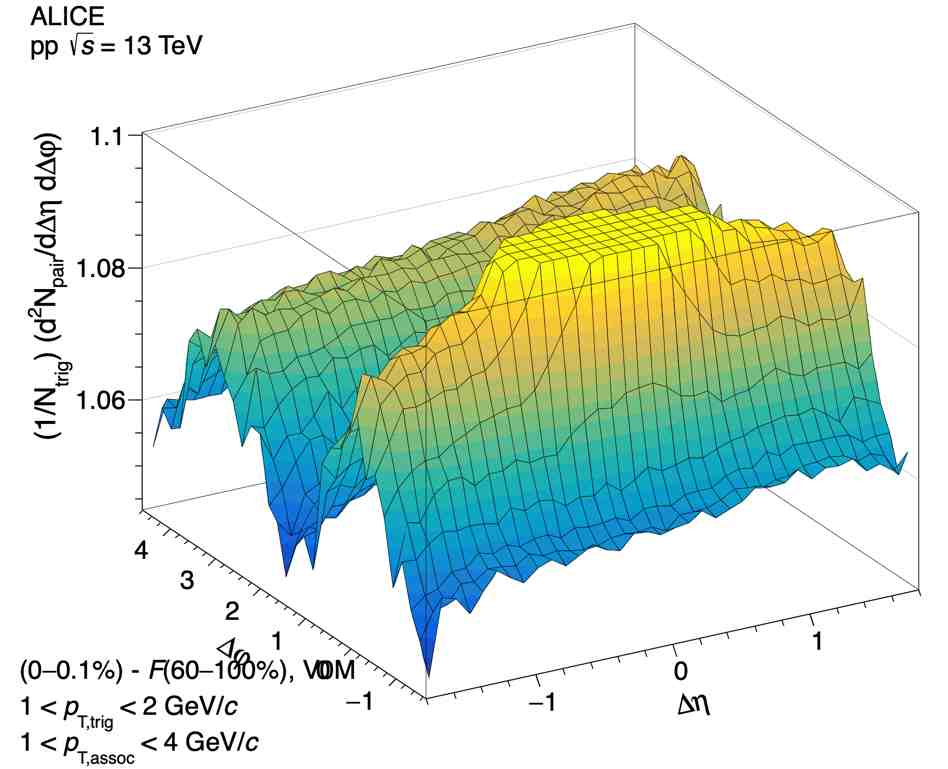 ALICE
pp √s = 13 TeV
(1/N_trig) (d²N_pair/dΔη dΔφ)
1.1
1.08
1.06
4
3
2
1
0
−1
Δφ
−1
0
1
Δη
(0–0.1%) - F(60–100%), V0M
1 < p_T,trig < 2 GeV/c
1 < p_T,assoc < 4 GeV/c